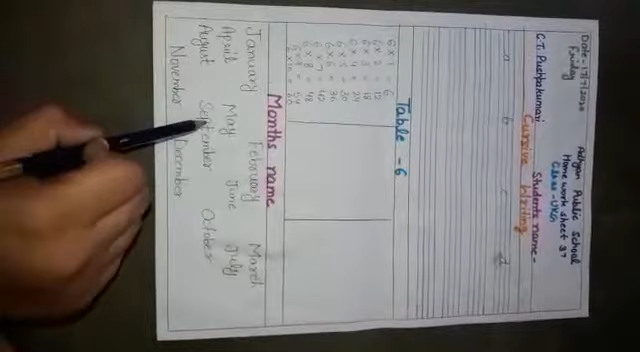 Adhyan Public School
Date-17/7/2020 Home work sheet 37
Friday Class-UKG
C.T. Pushpakumari Students name-
Cursive Writing
a b c d
Table -6
6 x 1 = 6
6 x 2 = 12
6 x 3 = 18
6 x 4 = 24
6 x 5 = 30
6 x 6 = 36
6 x 7 = 42
6 x 8 = 48
6 x 9 = 54
6 x 10 = 60
Months name
January February March
April May June July
August September October
November December